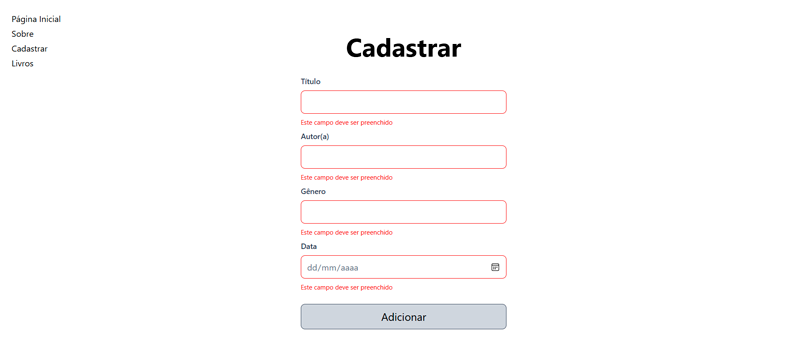 Página Inicial
Sobre
Cadastrar
Livros
Cadastrar
Título
Este campo deve ser preenchido
Autor(a)
Este campo deve ser preenchido
Gênero
Este campo deve ser preenchido
Data
dd/mm/aaaa
Este campo deve ser preenchido
Adicionar